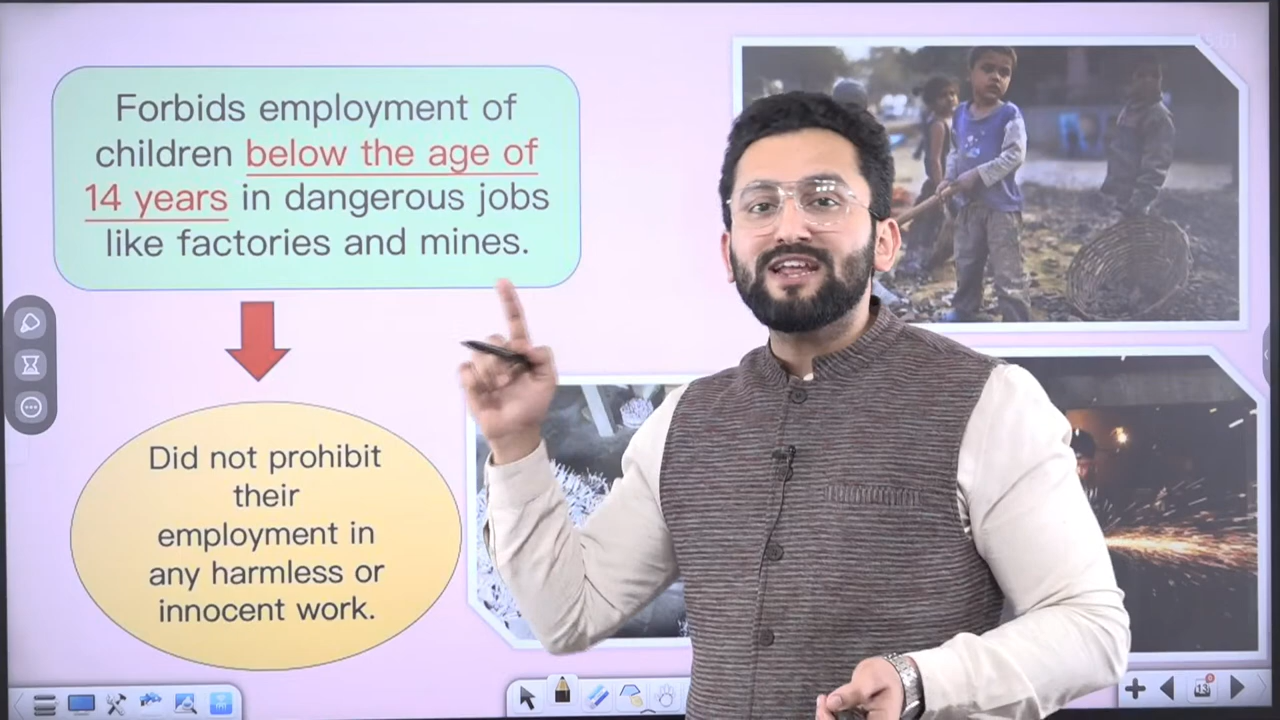 Forbids employment of
children below the age of
14 years in dangerous jobs
like factories and mines.
Did not prohibit
their
employment in
any harmless or
innocent work.
13